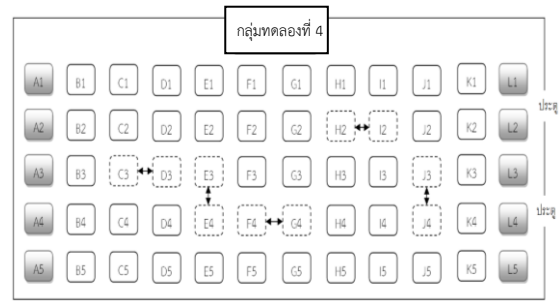 กลุ่มทดลองที่ 4
A1 B1 C1 D1 E1 F1 G1 H1 I1 J1 K1 L1
ประตู
A2 B2 C2 D2 E2 F2 G2 H2 I2 J2 K2 L2
A3 B3 C3 D3 E3 F3 G3 H3 I3 J3 K3 L3
ประตู
A4 B4 C4 D4 E4 F4 G4 H4 I4 J4 K4 L4
A5 B5 C5 D5 E5 F5 G5 H5 I5 J5 K5 L5